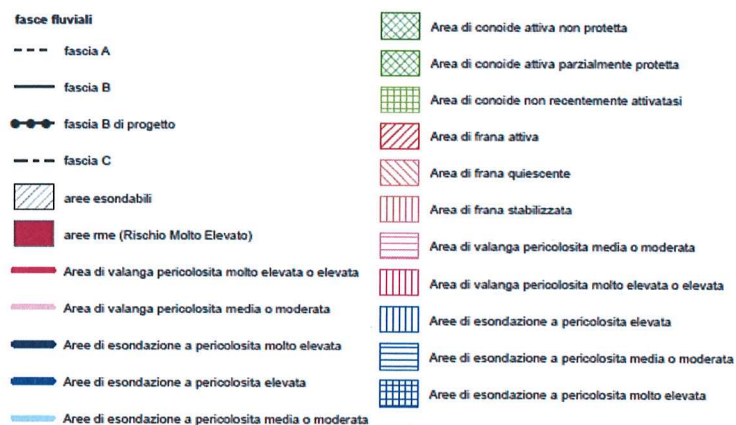 fasce fluviali
fascia A
fascia B
fascia B di progetto
fascia C
aree esondabili
aree rme (Rischio Molto Elevato)
Area di valanga pericolosita molto elevata o elevata
Area di valanga pericolosita media o moderata
Aree di esondazione a pericolosita molto elevata
Aree di esondazione a pericolosita elevata
Aree di esondazione a pericolosita media o moderata
Area di conoide attiva non protetta
Area di conoide attiva parzialmente protetta
Area di conoide non recentemente attivatasi
Area di frana attiva
Area di frana quiescente
Area di frana stabilizzata
Area di valanga pericolosita media o moderata
Area di valanga pericolosita molto elevata o elevata
Aree di esondazione a pericolosita elevata
Aree di esondazione a pericolosita media o moderata
Aree di esondazione a pericolosita molto elevata